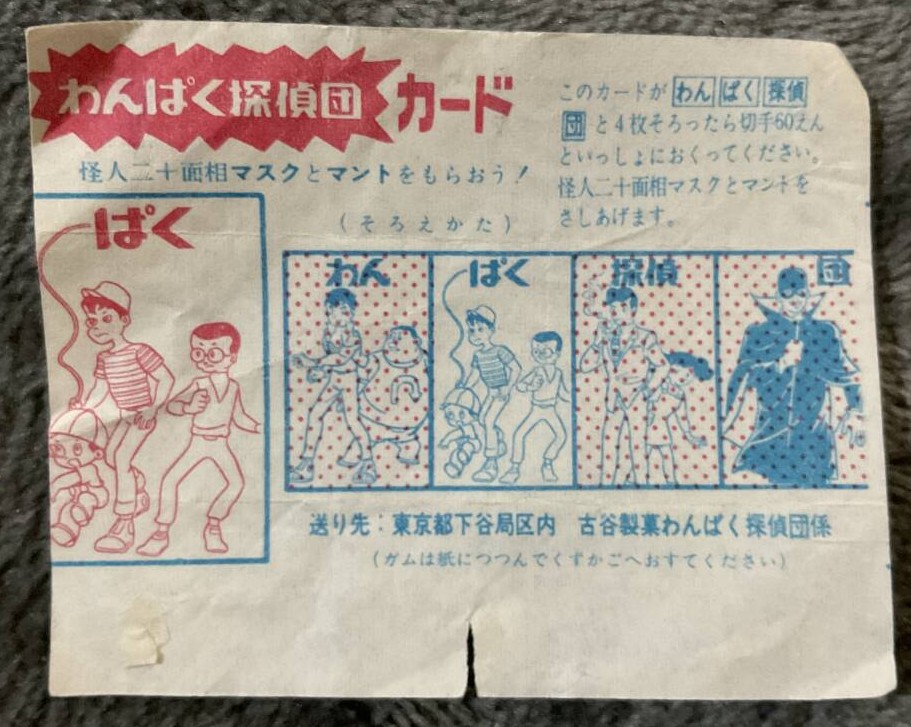 わんぱく探偵団 カード
怪人二十面相マスクとマントをもらおう!
このカードが わん ぱく 探偵
団 と4枚そろったら切手60えん
といっしょにおくってください。
怪人二十面相マスクとマントを
さしあげます。
(そろえかた)
ぱく
わん ぱく 探偵 団
送り先:東京都下谷局区内 古谷製菓わんぱく探偵団係
(ガムは紙につつんでくずかごへおすてください)